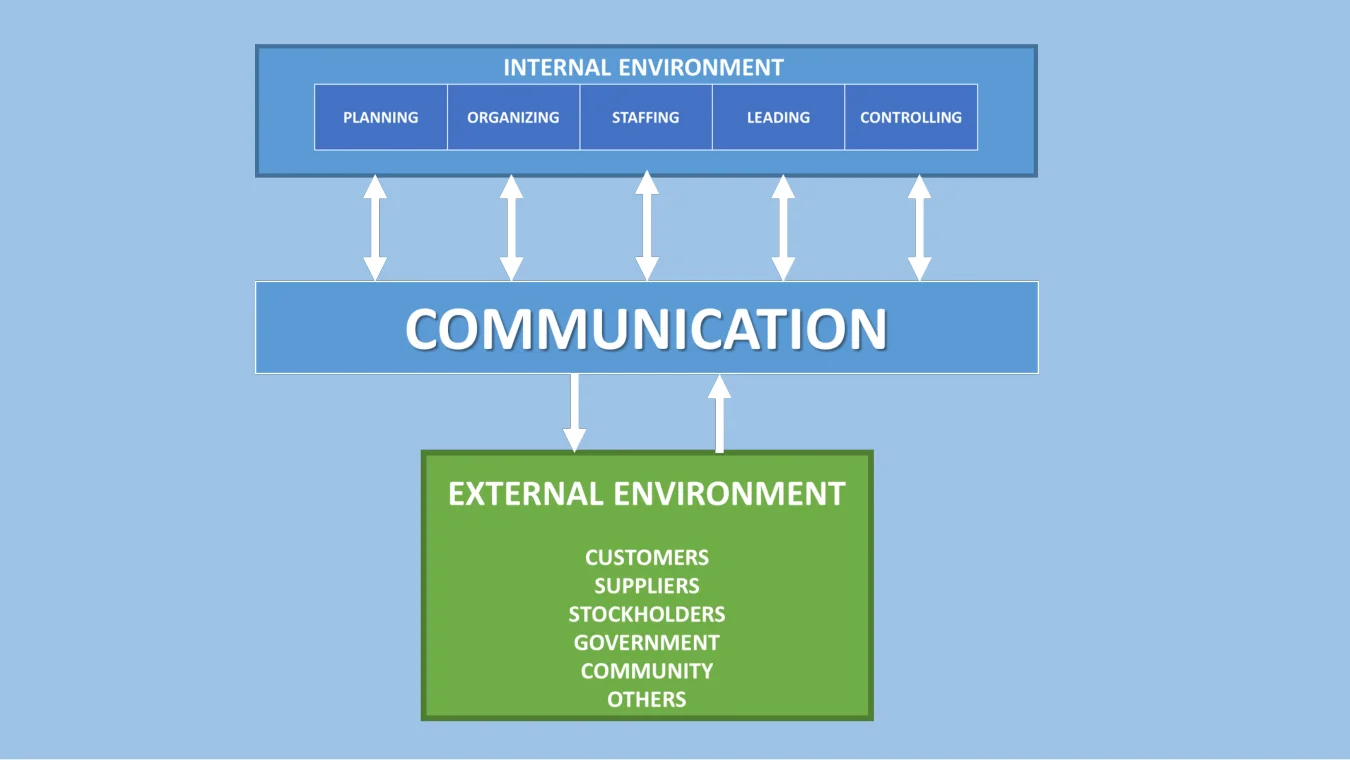 INTERNAL ENVIRONMENT
PLANNING ORGANIZING STAFFING LEADING CONTROLLING
COMMUNICATION
EXTERNAL ENVIRONMENT
CUSTOMERS
SUPPLIERS
STOCKHOLDERS
GOVERNMENT
COMMUNITY
OTHERS